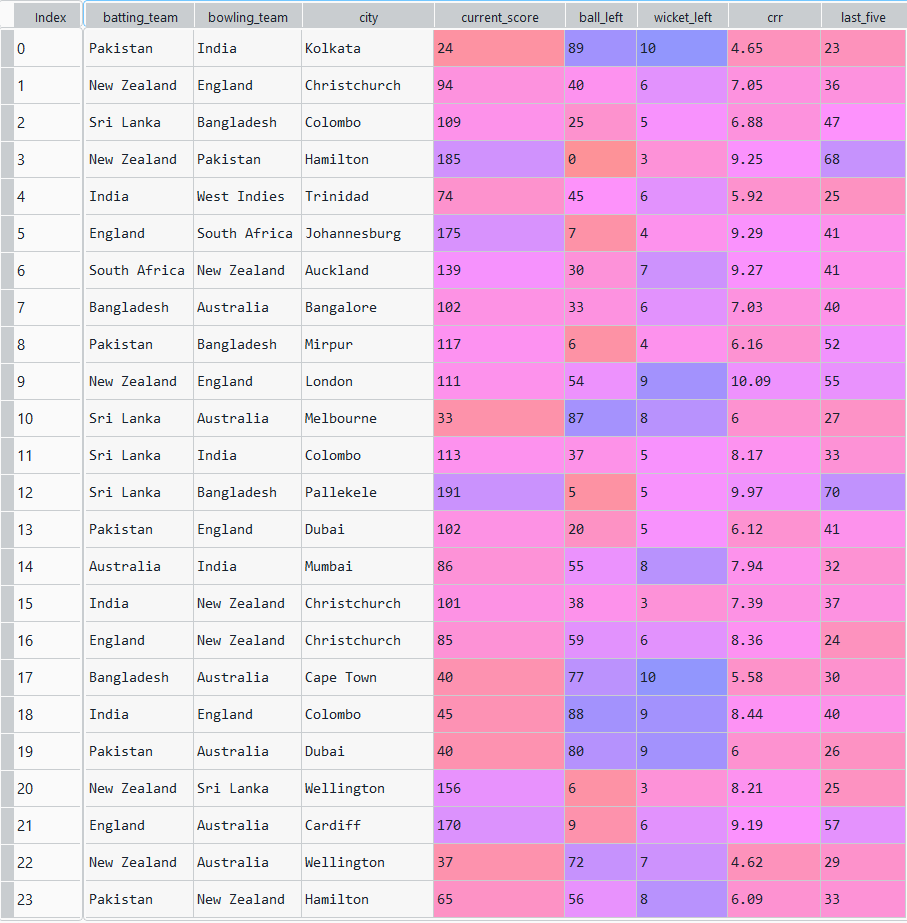 Index batting_team bowling_team city current_score ball_left wicket_left crr last_five
0 Pakistan India Kolkata 24 89 10 4.65 23
1 New Zealand England Christchurch 94 40 6 7.05 36
2 Sri Lanka Bangladesh Colombo 109 25 5 6.88 47
3 New Zealand Pakistan Hamilton 185 0 3 9.25 68
4 India West Indies Trinidad 74 45 6 5.92 25
5 England South Africa Johannesburg 175 7 4 9.29 41
6 South Africa New Zealand Auckland 139 30 7 9.27 41
7 Bangladesh Australia Bangalore 102 33 6 7.03 40
8 Pakistan Bangladesh Mirpur 117 6 4 6.16 52
9 New Zealand England London 111 54 9 10.09 55
10 Sri Lanka Australia Melbourne 33 87 8 6 27
11 Sri Lanka India Colombo 113 37 5 8.17 33
12 Sri Lanka Bangladesh Pallekele 191 5 5 9.97 70
13 Pakistan England Dubai 102 20 5 6.12 41
14 Australia India Mumbai 86 55 8 7.94 32
15 India New Zealand Christchurch 101 38 3 7.39 37
16 England New Zealand Christchurch 85 59 6 8.36 24
17 Bangladesh Australia Cape Town 40 77 10 5.58 30
18 India England Colombo 45 88 9 8.44 40
19 Pakistan Australia Dubai 40 80 9 6 26
20 New Zealand Sri Lanka Wellington 156 6 3 8.21 25
21 England Australia Cardiff 170 9 6 9.19 57
22 New Zealand Australia Wellington 37 72 7 4.62 29
23 Pakistan New Zealand Hamilton 65 56 8 6.09 33